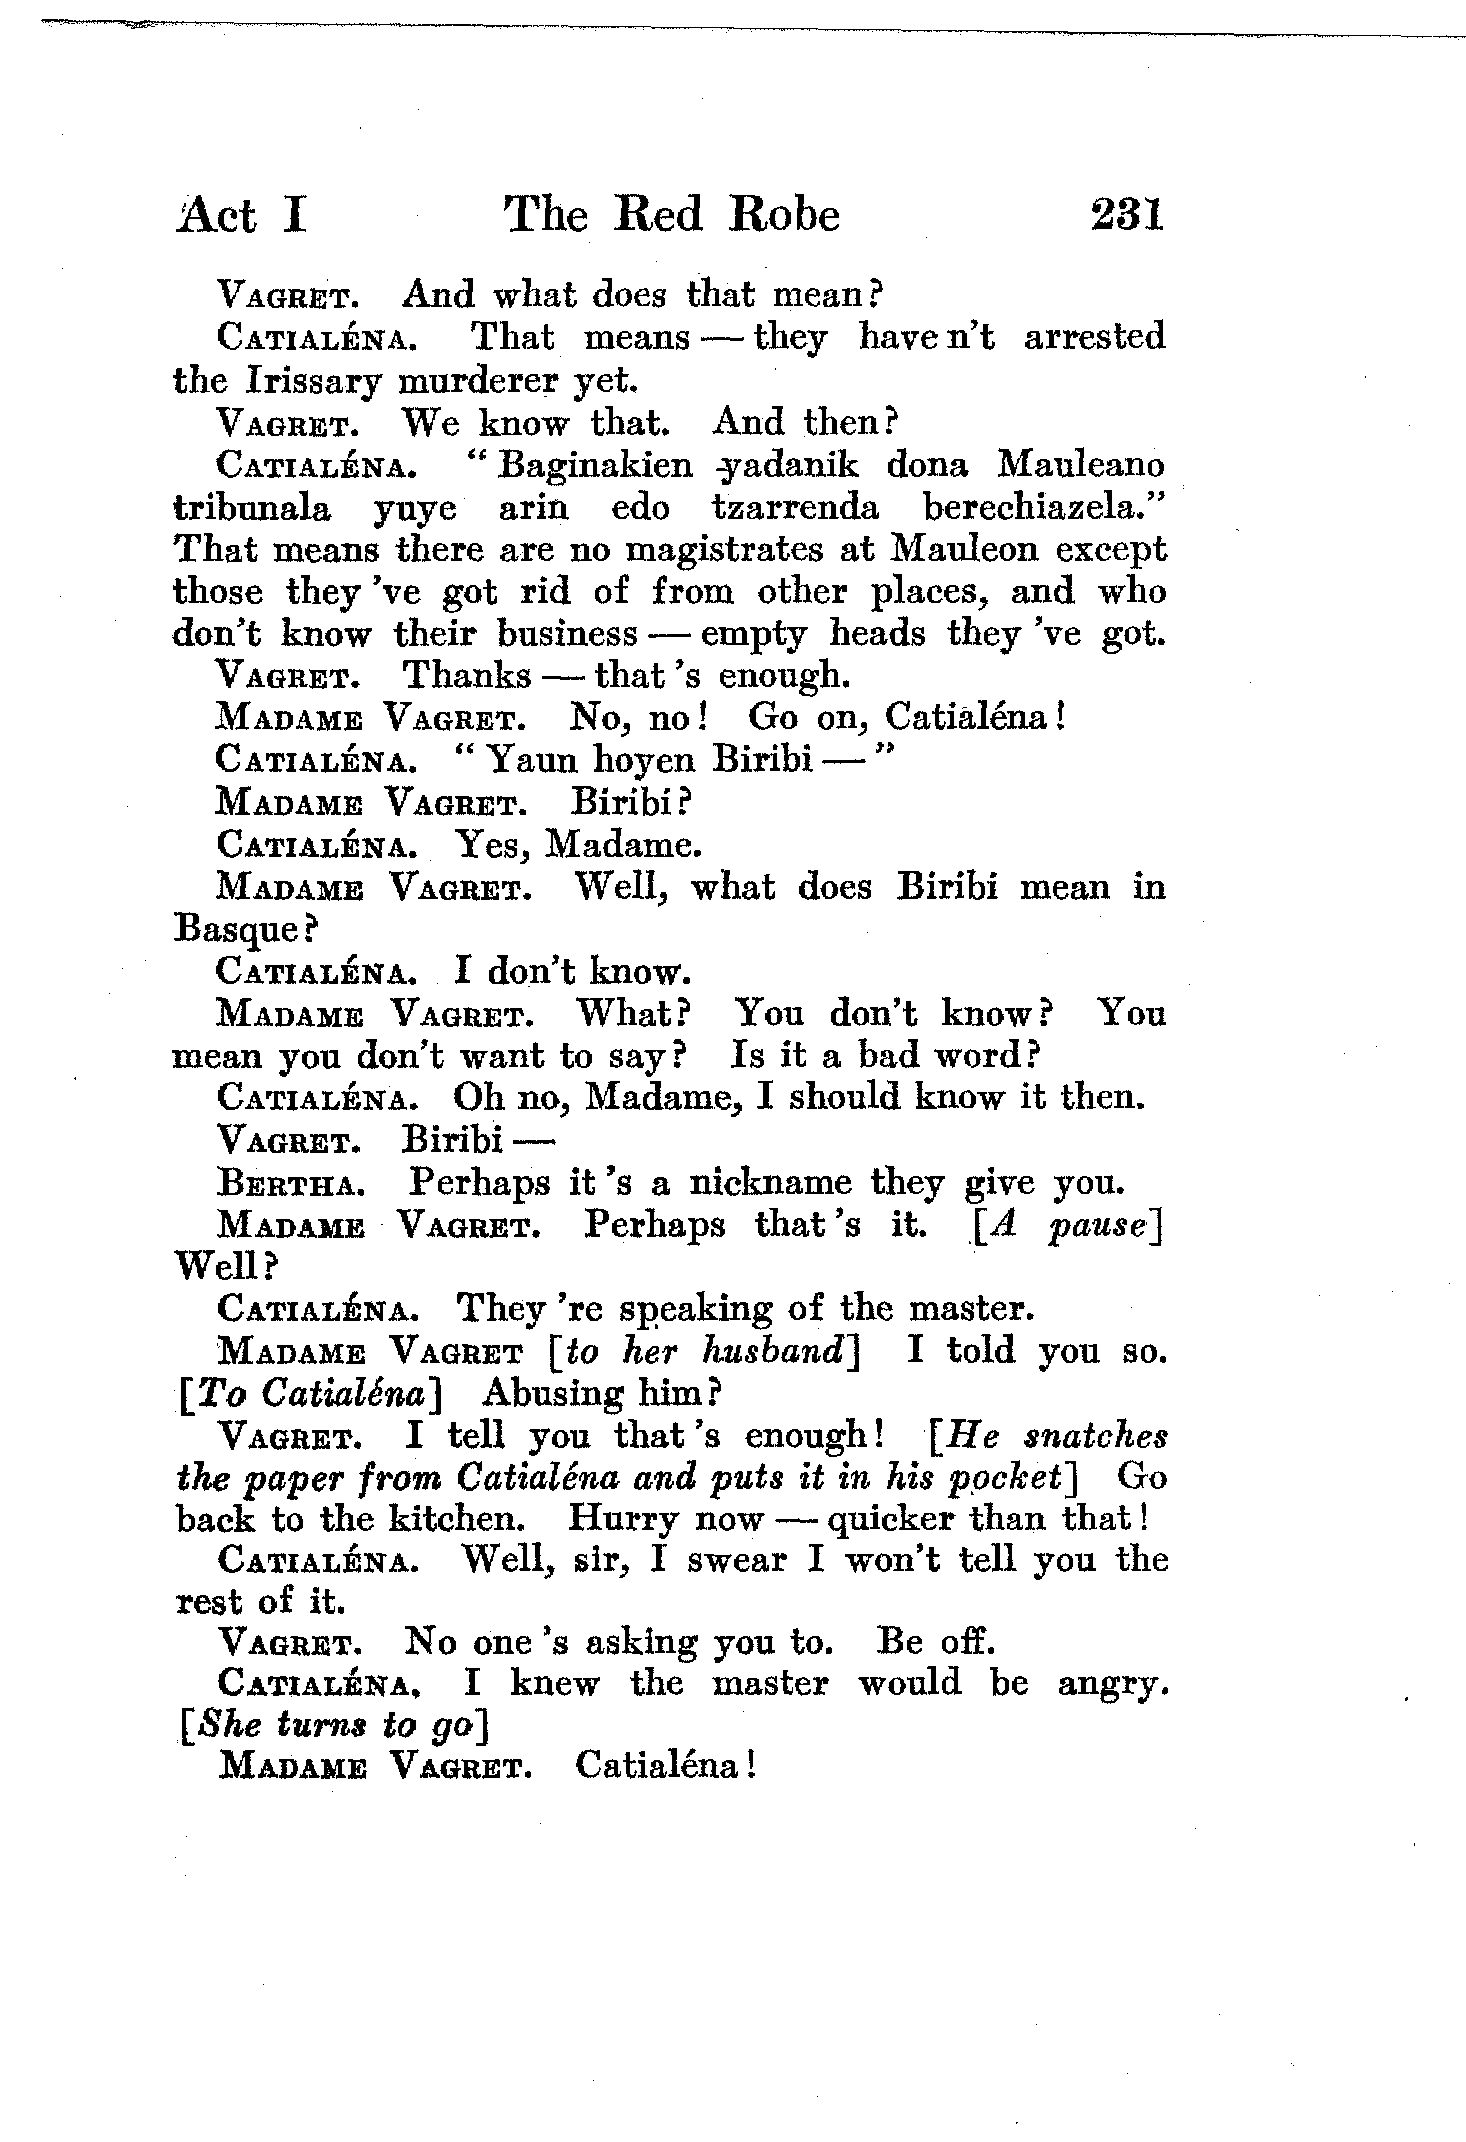 Act I The Red Robe 231
VAGRET. And what does that mean?
CATIALÉNA. That means — they have n't arrested
the Irissary murderer yet.
VAGRET. We know that. And then?
CATIALÉNA. “ Baginakien yadanik dona Mauleano
tribunala yuye arin edo tzarrenda berechiazela.”
That means there are no magistrates at Mauleon except
those they 've got rid of from other places, and who
don't know their business — empty heads they 've got.
VAGRET. Thanks — that 's enough.
MADAME VAGRET. No, no! Go on, Catialéna!
CATIALÉNA. “ Yaun hoyen Biribi — ”
MADAME VAGRET. Biribi?
CATIALÉNA. Yes, Madame.
MADAME VAGRET. Well, what does Biribi mean in
Basque?
CATIALÉNA. I don't know.
MADAME VAGRET. What? You don't know? You
mean you don't want to say? Is it a bad word?
CATIALÉNA. Oh no, Madame, I should know it then.
VAGRET. Biribi —
BERTHA. Perhaps it 's a nickname they give you.
MADAME VAGRET. Perhaps that 's it. [A pause]
Well?
CATIALÉNA. They 're speaking of the master.
MADAME VAGRET [to her husband] I told you so.
[To Catialéna] Abusing him?
VAGRET. I tell you that 's enough! [He snatches
the paper from Catialéna and puts it in his pocket] Go
back to the kitchen. Hurry now — quicker than that!
CATIALÉNA. Well, sir, I swear I won't tell you the
rest of it.
VAGRET. No one 's asking you to. Be off.
CATIALÉNA. I knew the master would be angry.
[She turns to go]
MADAME VAGRET. Catialéna!